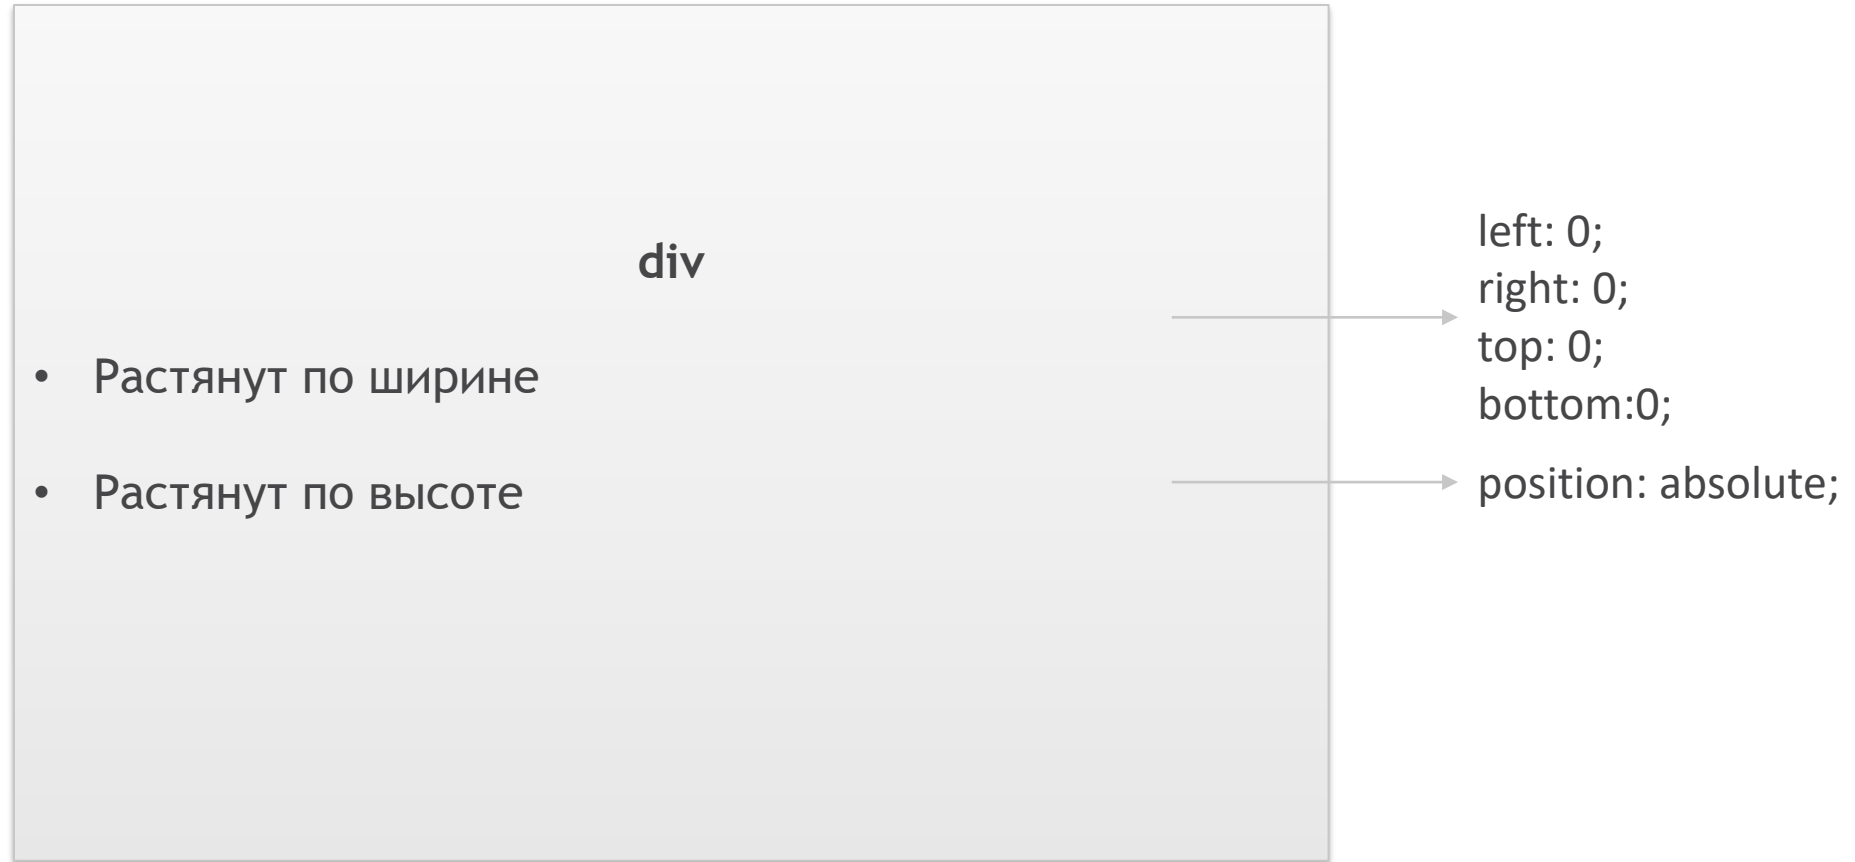 div
• Растянут по ширине
• Растянут по высоте
left: 0;
right: 0;
top: 0;
bottom:0;
position: absolute;